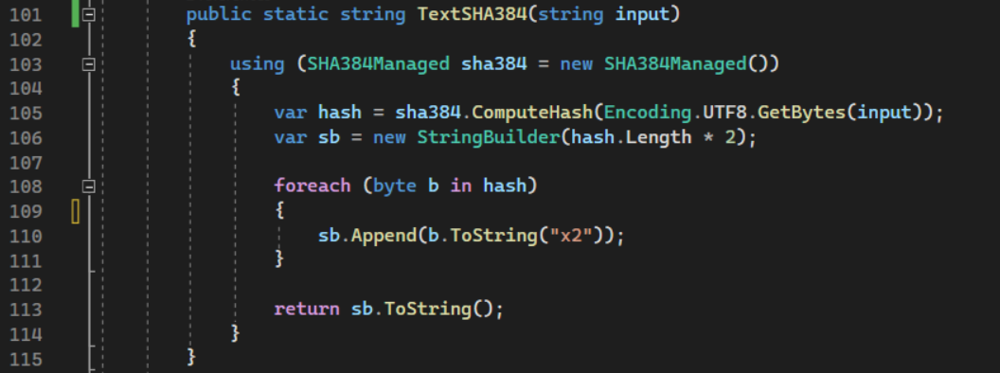 101 public static string TextSHA384(string input)
102 {
103 using (SHA384Managed sha384 = new SHA384Managed())
104 {
105 var hash = sha384.ComputeHash(Encoding.UTF8.GetBytes(input));
106 var sb = new StringBuilder(hash.Length * 2);
107
108 foreach (byte b in hash)
109 {
110 sb.Append(b.ToString("x2"));
111 }
112
113 return sb.ToString();
114 }
115 }